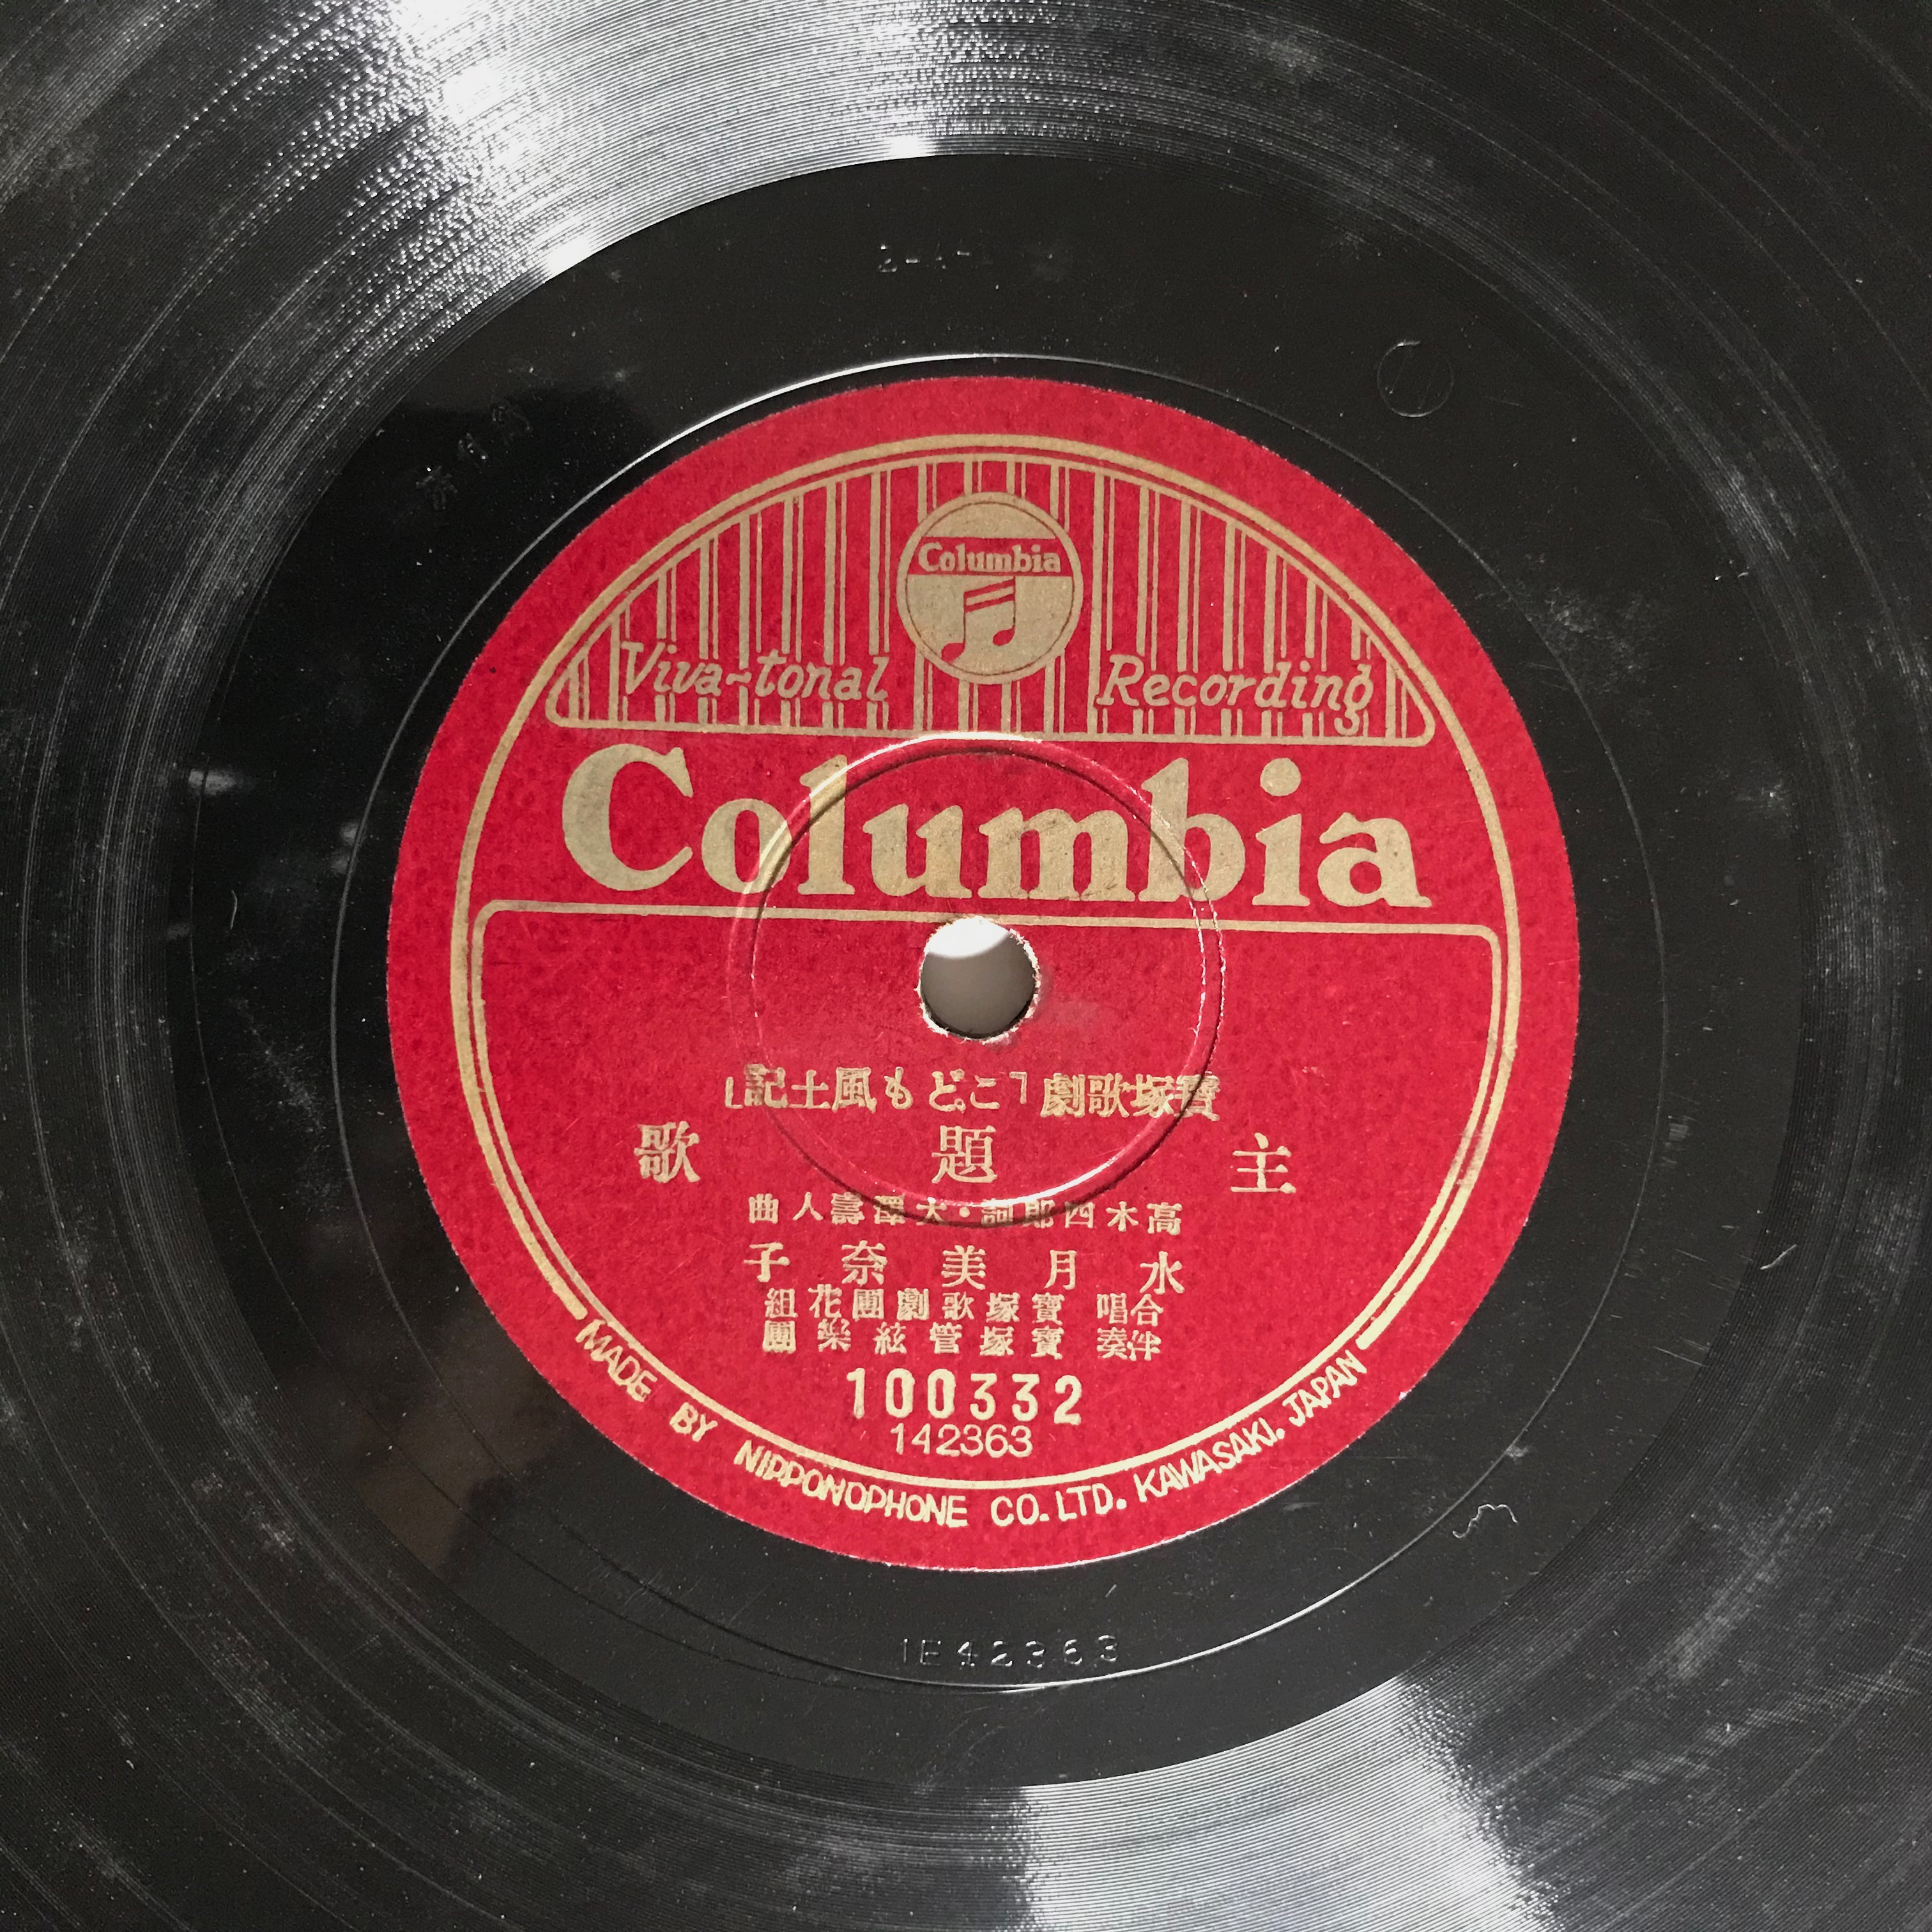 Columbia
Viva-tonal Recording
Columbia
寶塚歌劇「こども風土記」
主題歌
高木四郎詞・大澤壽人曲
水月美奈子
合唱 寶塚歌劇團花組
伴奏 寶塚管絃樂團
100332
142363
MADE BY NIPPONOPHONE CO. LTD. KAWASAKI. JAPAN
1E42363